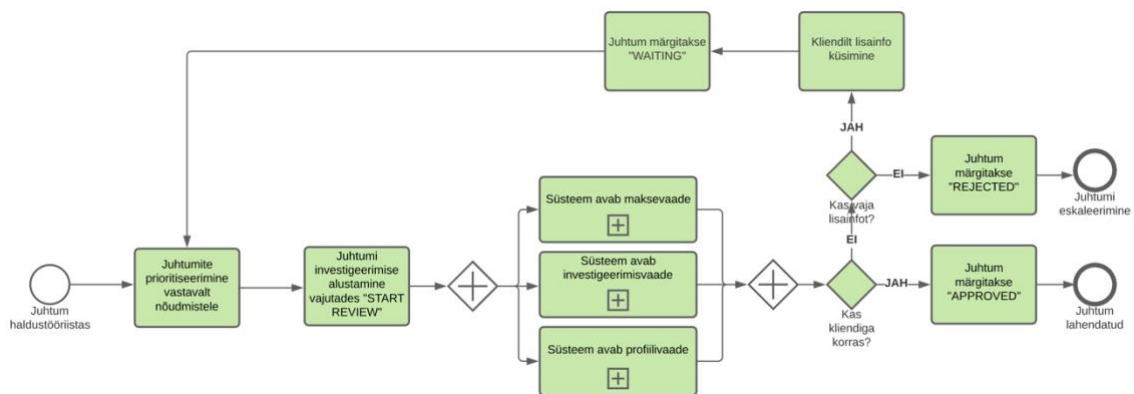 Juhtum märgitakse
"WAITING"
Kliendilt lisainfo
küsimine
JAH
Kas vaja
lisainfot?
EI
Juhtum
märgitakse
"REJECTED"
Juhtumi
eskaleerimine
Süsteem avab maksevaade
Süsteem avab
investigeerimisvaade
Süsteem avab profiilivaade
Juhtum
haldustööriistas
Juhtumite
prioritiseerimine
vastavalt
nõudmistele
Juhtumi
investigeerimise
alustamine
vajutades "START
REVIEW"
EI
Kas
kliendiga
korras?
JAH
Juhtum
märgitakse
"APPROVED"
Juhtum
lahendatud